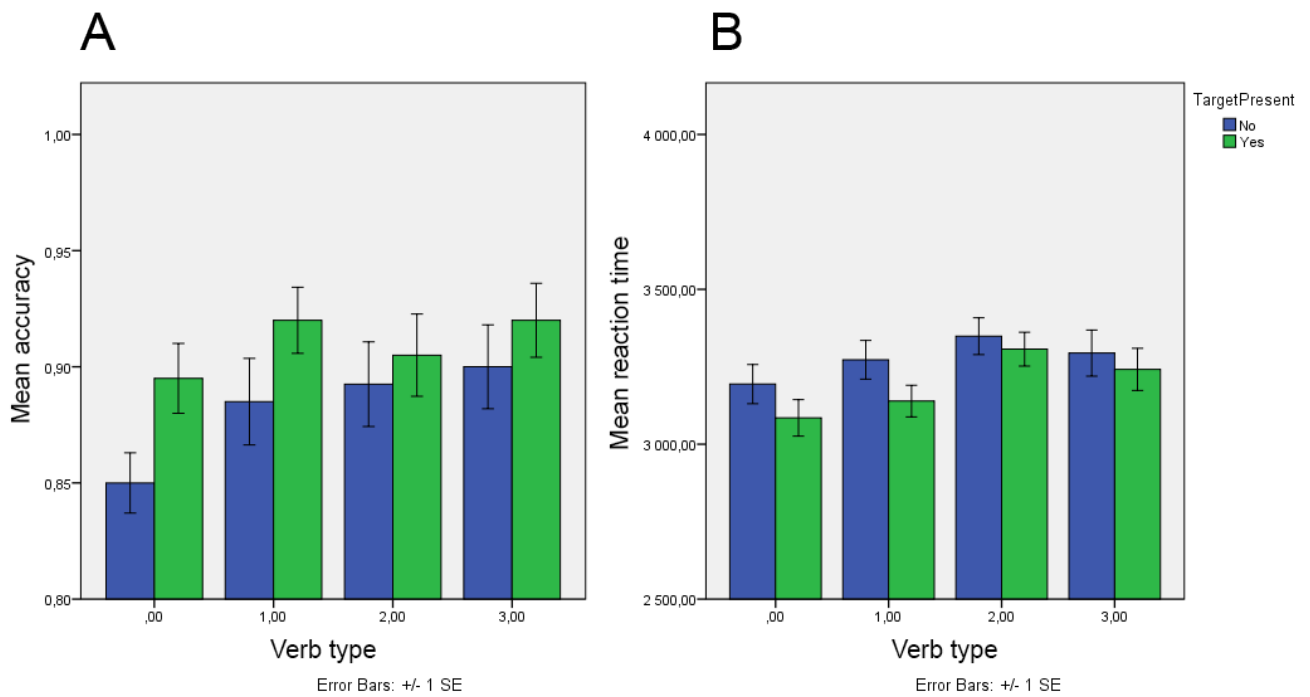 A
B
TargetPresent
No
Yes
Mean accuracy
1,00
0,95
0,90
0,85
0,80
,00
1,00
2,00
3,00
Verb type
Error Bars: +/- 1 SE
Mean reaction time
4 000,00
3 500,00
3 000,00
2 500,00
,00
1,00
2,00
3,00
Verb type
Error Bars: +/- 1 SE